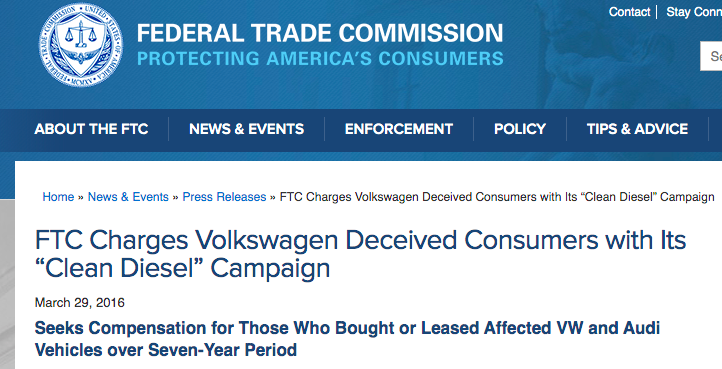 Contact | Stay Conn
FEDERAL TRADE COMMISSION
PROTECTING AMERICA'S CONSUMERS
Se
ABOUT THE FTC
NEWS & EVENTS
ENFORCEMENT
POLICY
TIPS & ADVICE
Home » News & Events » Press Releases » FTC Charges Volkswagen Deceived Consumers with Its “Clean Diesel” Campaign
FTC Charges Volkswagen Deceived Consumers with Its
“Clean Diesel” Campaign
March 29, 2016
Seeks Compensation for Those Who Bought or Leased Affected VW and Audi
Vehicles over Seven-Year Period